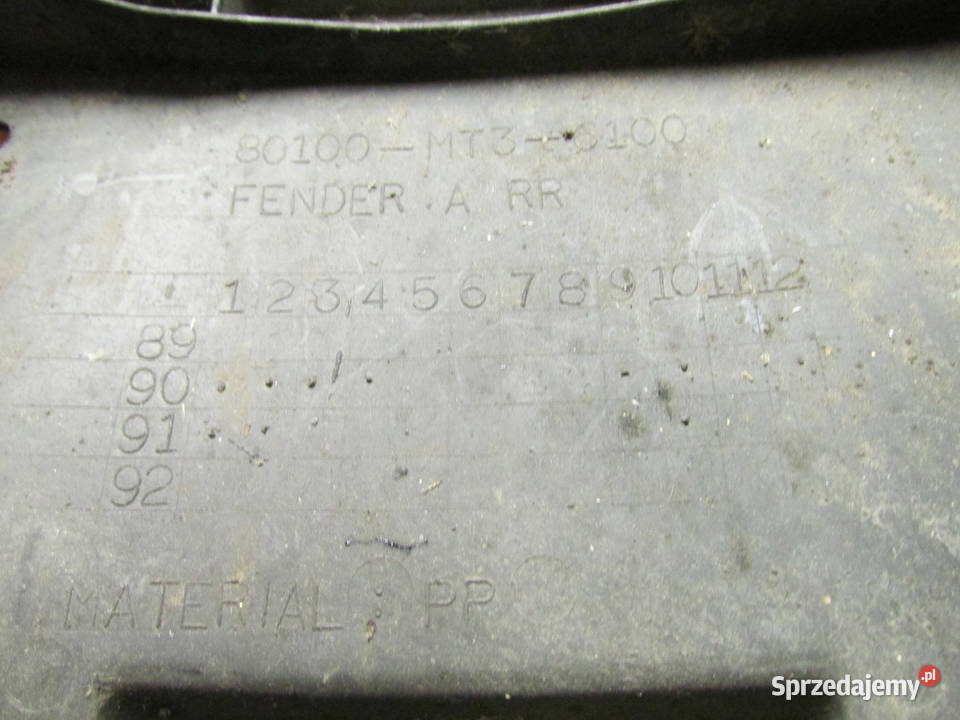 80100-MT3-6100
FENDER . A RR
1 2 3 4 5 6 7 8 9 10 11 12
89
90
91
92
MATERIAL : PP
Sprzedajemy.pl